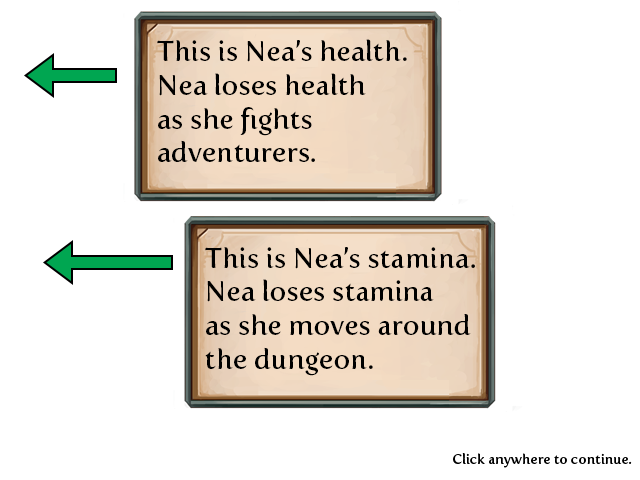 This is Nea's health.
Nea loses health
as she fights
adventurers.
This is Nea's stamina.
Nea loses stamina
as she moves around
the dungeon.
Click anywhere to continue.